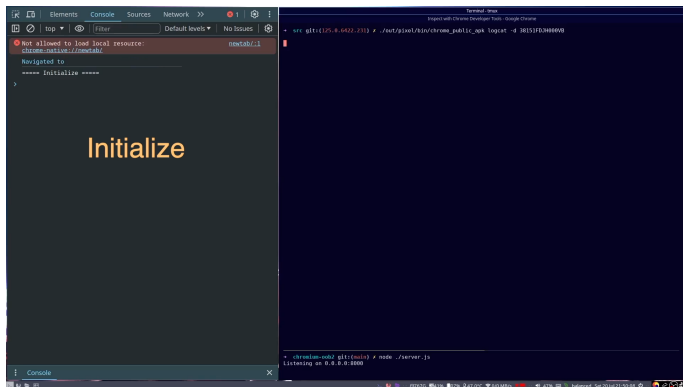 Elements Console Sources Network
1
top Filter Default levels No Issues
Not allowed to load local resource: newtab/:1
chrome-native://newtab/
Navigated to
===== Initialize =====
Initialize
Console
Terminal - tmux
Inspect with Chrome Developer Tools - Google Chrome
src git:(125.0.6422.231) ✗ ./out/pixel/bin/chrome_public_apk logcat -d 38151FDJH000VB
chromium-oob2 git:(main) ✗ node ./server.js
Listening on 0.0.0.0:8000